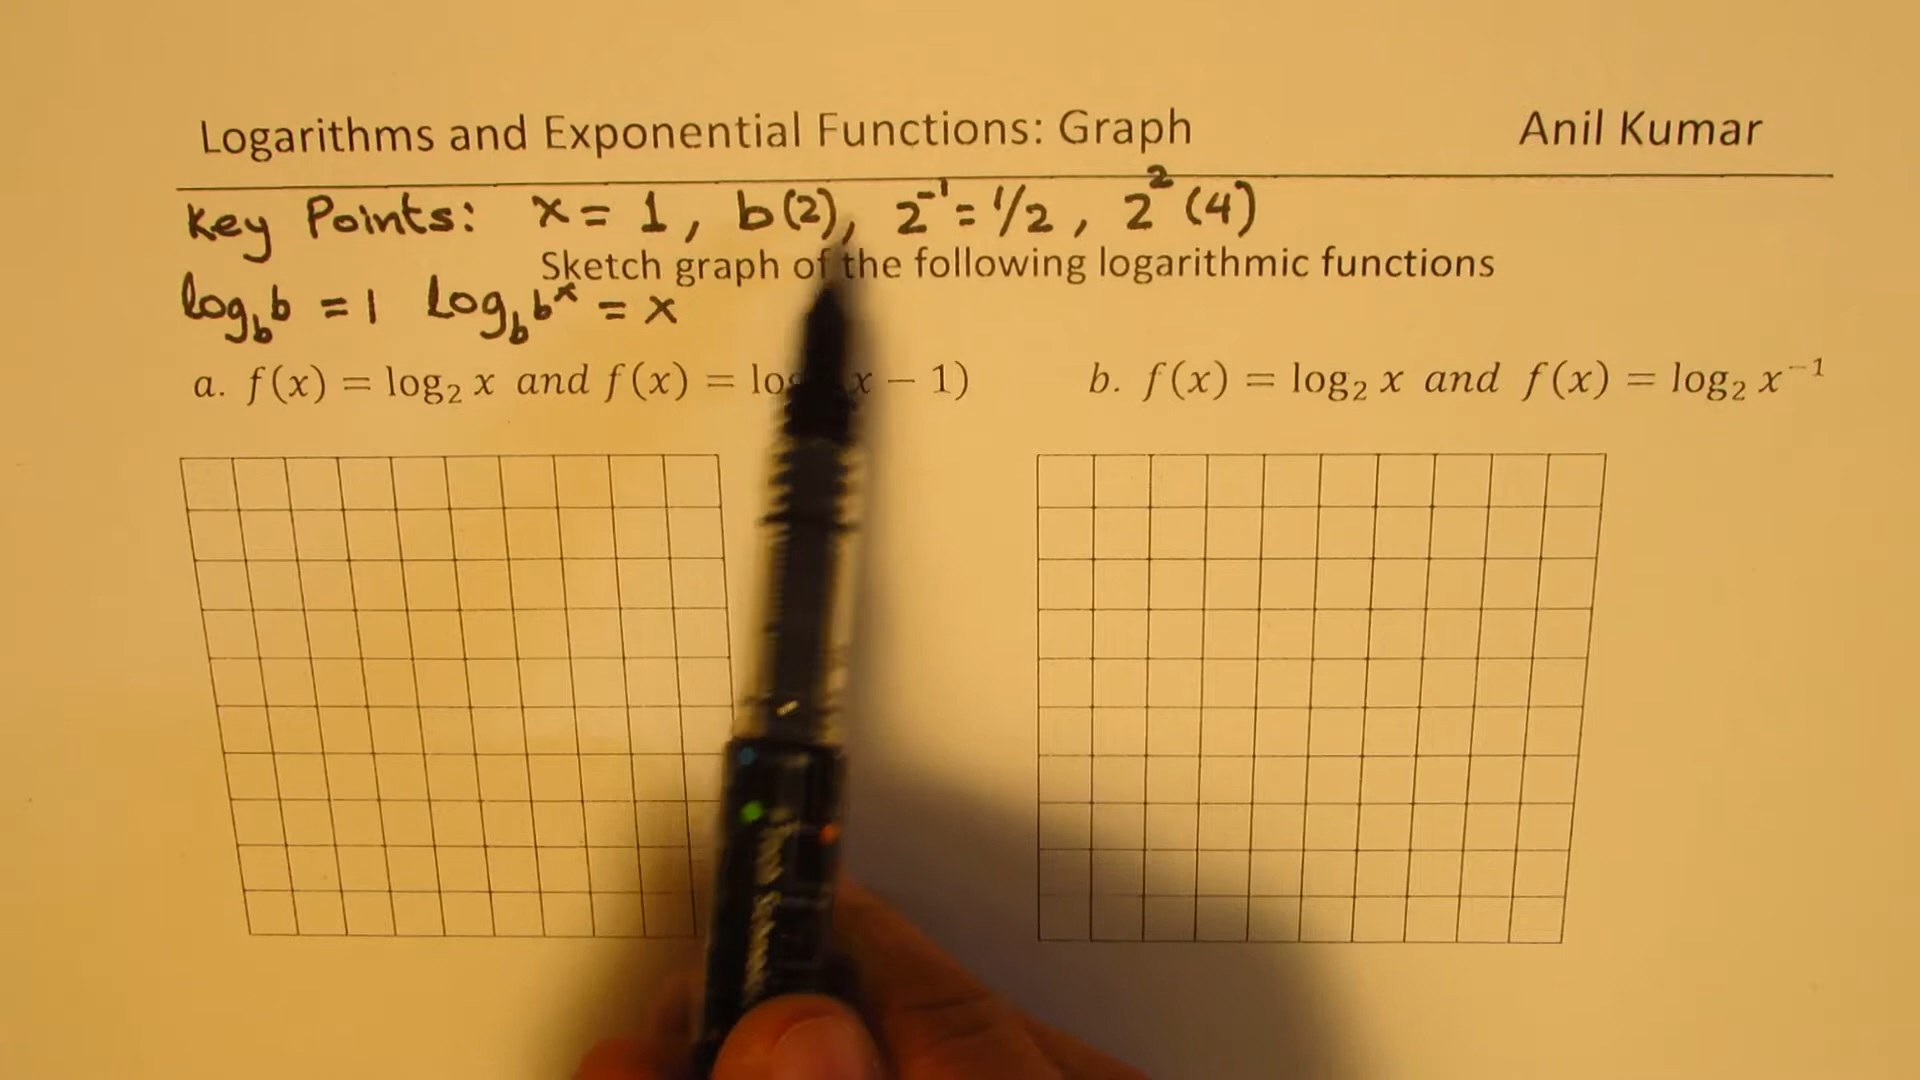 Logarithms and Exponential Functions: Graph Anil Kumar
Key Points: x = 1, b(2), 2⁻¹ = 1/2, 2² (4)
Sketch graph of the following logarithmic functions
log_b b = 1 Log_b b^x = x
a. f(x) = log₂ x and f(x) = x − 1)
b. f(x) = log₂ x and f(x) = log₂ x⁻¹